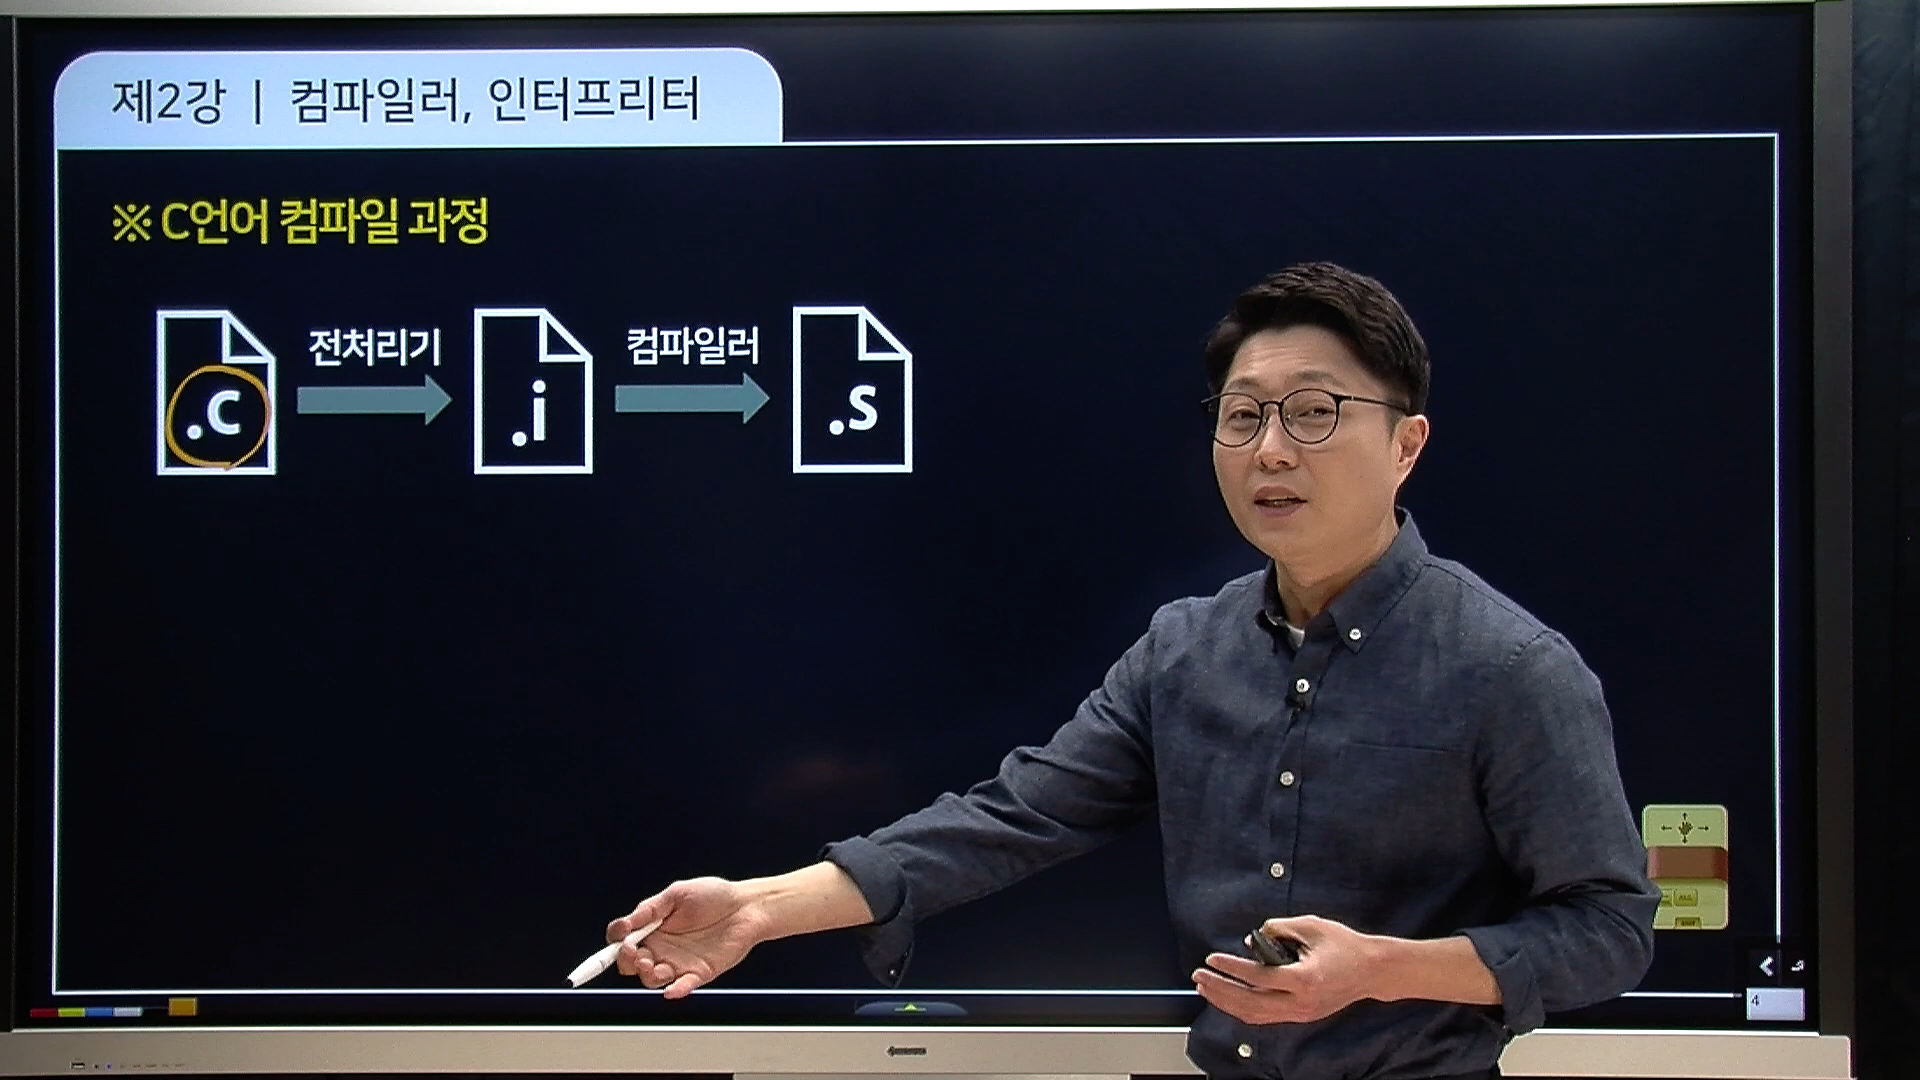 제2강 | 컴파일러, 인터프리터
※ C언어 컴파일 과정
전처리기
컴파일러
.c
.i
.s
4